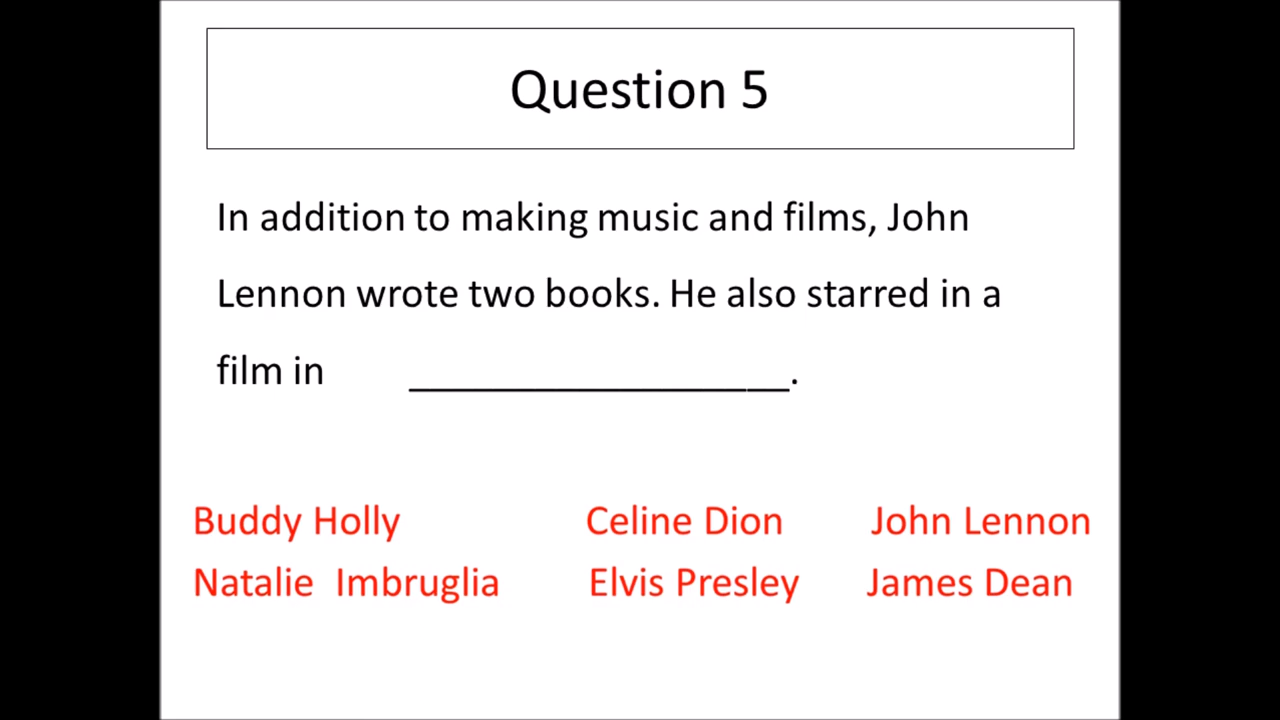 Question 5
In addition to making music and films, John
Lennon wrote two books. He also starred in a
film in ___________________.
Buddy Holly Celine Dion John Lennon
Natalie Imbruglia Elvis Presley James Dean